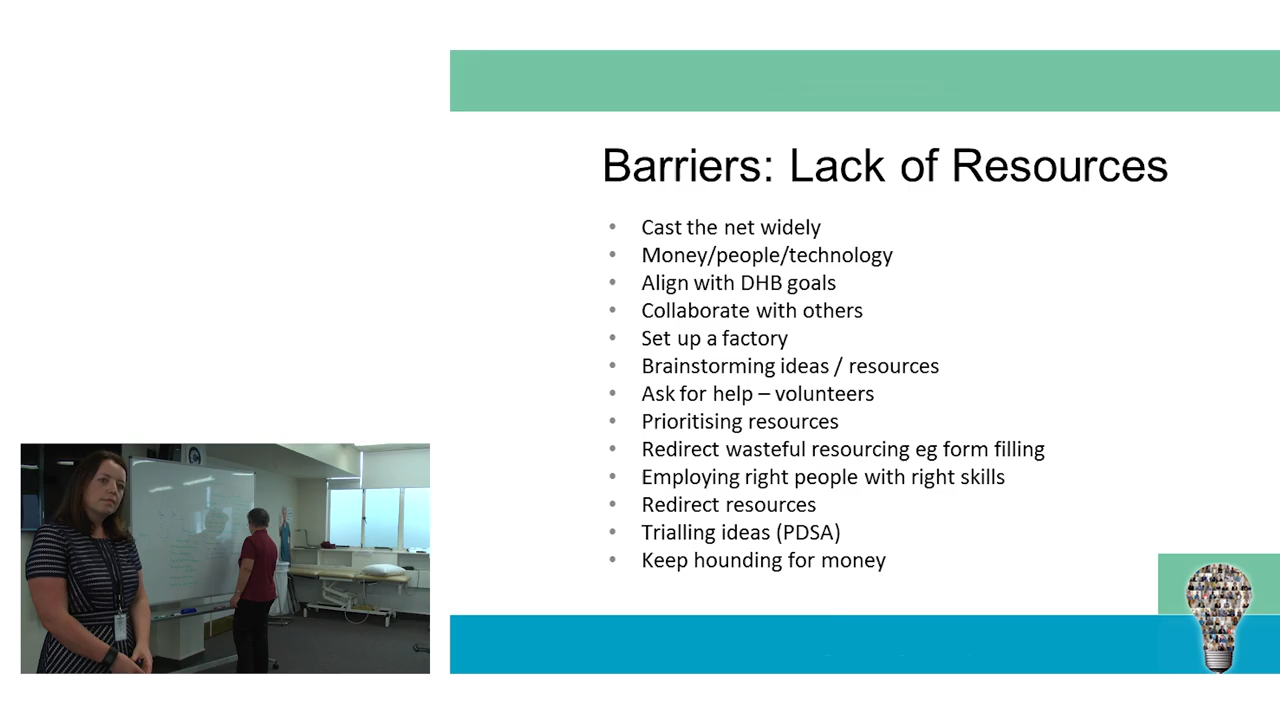 Barriers: Lack of Resources
• Cast the net widely
• Money/people/technology
• Align with DHB goals
• Collaborate with others
• Set up a factory
• Brainstorming ideas / resources
• Ask for help – volunteers
• Prioritising resources
• Redirect wasteful resourcing eg form filling
• Employing right people with right skills
• Redirect resources
• Trialling ideas (PDSA)
• Keep hounding for money